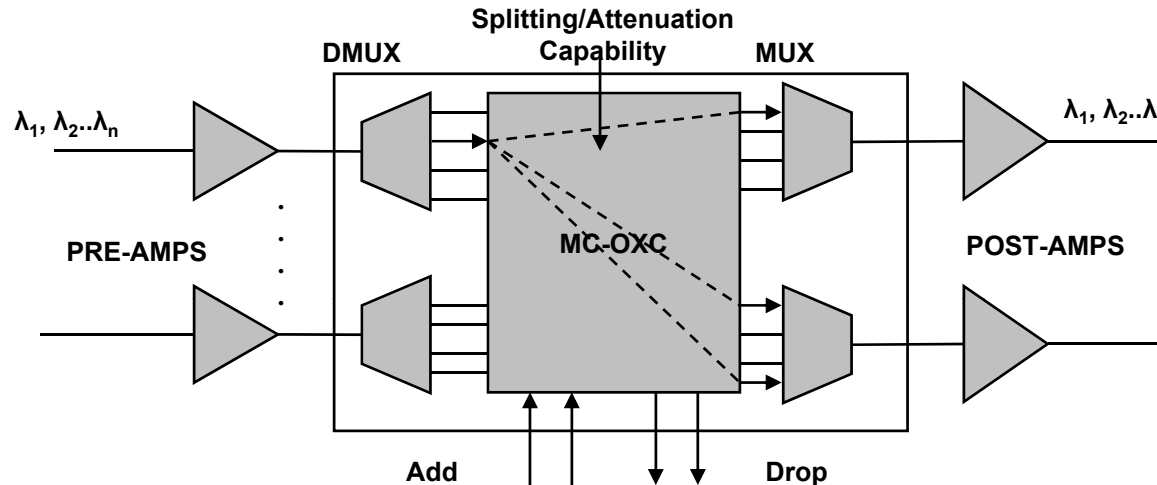 Splitting/Attenuation
Capability
DMUX
MUX
λ₁, λ₂..λₙ
λ₁, λ₂..λ
PRE-AMPS
MC-OXC
POST-AMPS
Add
Drop